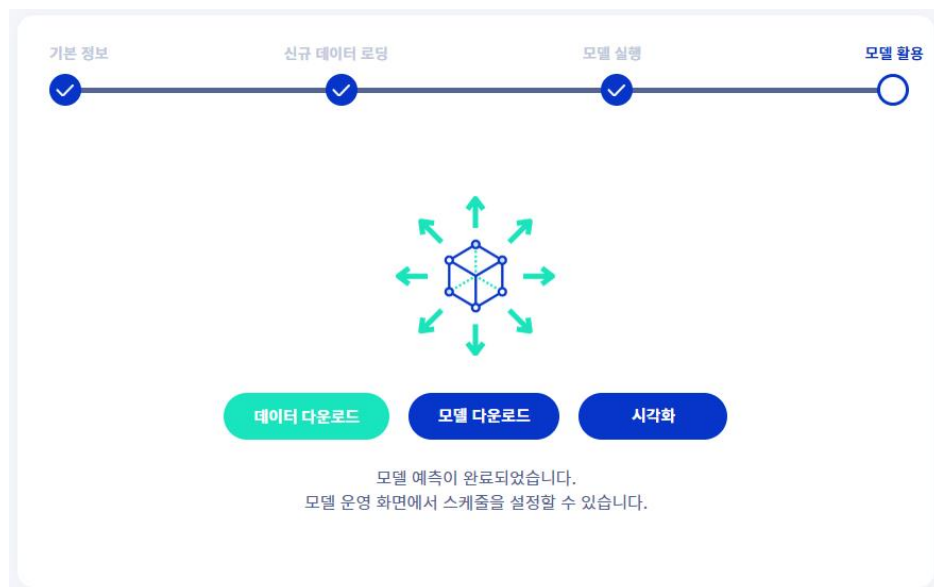 기본 정보
신규 데이터 로딩
모델 실행
모델 활용
데이터 다운로드
모델 다운로드
시각화
모델 예측이 완료되었습니다.
모델 운영 화면에서 스케줄을 설정할 수 있습니다.